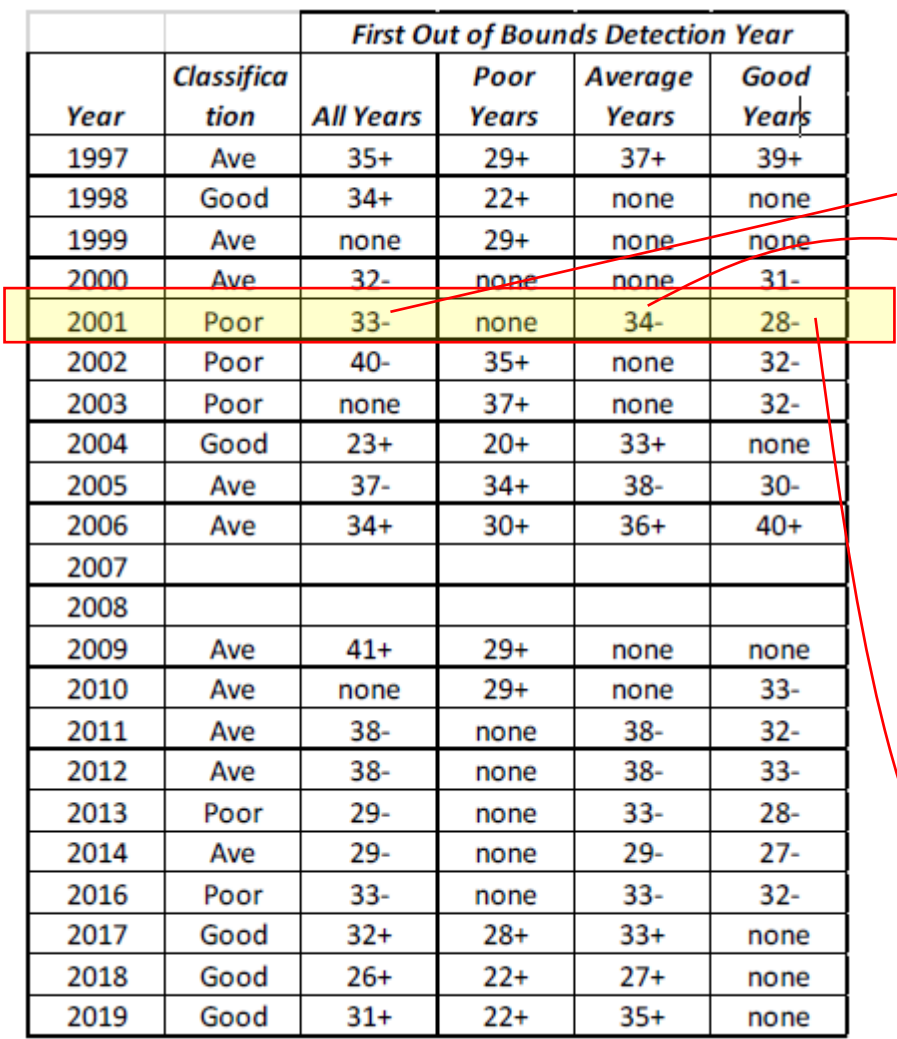 First Out of Bounds Detection Year
Classifica Poor Average Good
Year tion All Years Years Years Years
1997 Ave 35+ 29+ 37+ 39+
1998 Good 34+ 22+ none none
1999 Ave none 29+ none none
2000 Ave 32- none none 31-
2001 Poor 33- none 34- 28-
2002 Poor 40- 35+ none 32-
2003 Poor none 37+ none 32-
2004 Good 23+ 20+ 33+ none
2005 Ave 37- 34+ 38- 30-
2006 Ave 34+ 30+ 36+ 40+
2007
2008
2009 Ave 41+ 29+ none none
2010 Ave none 29+ none 33-
2011 Ave 38- none 38- 32-
2012 Ave 38- none 38- 33-
2013 Poor 29- none 33- 28-
2014 Ave 29- none 29- 27-
2016 Poor 33- none 33- 32-
2017 Good 32+ 28+ 33+ none
2018 Good 26+ 22+ 27+ none
2019 Good 31+ 22+ 35+ none